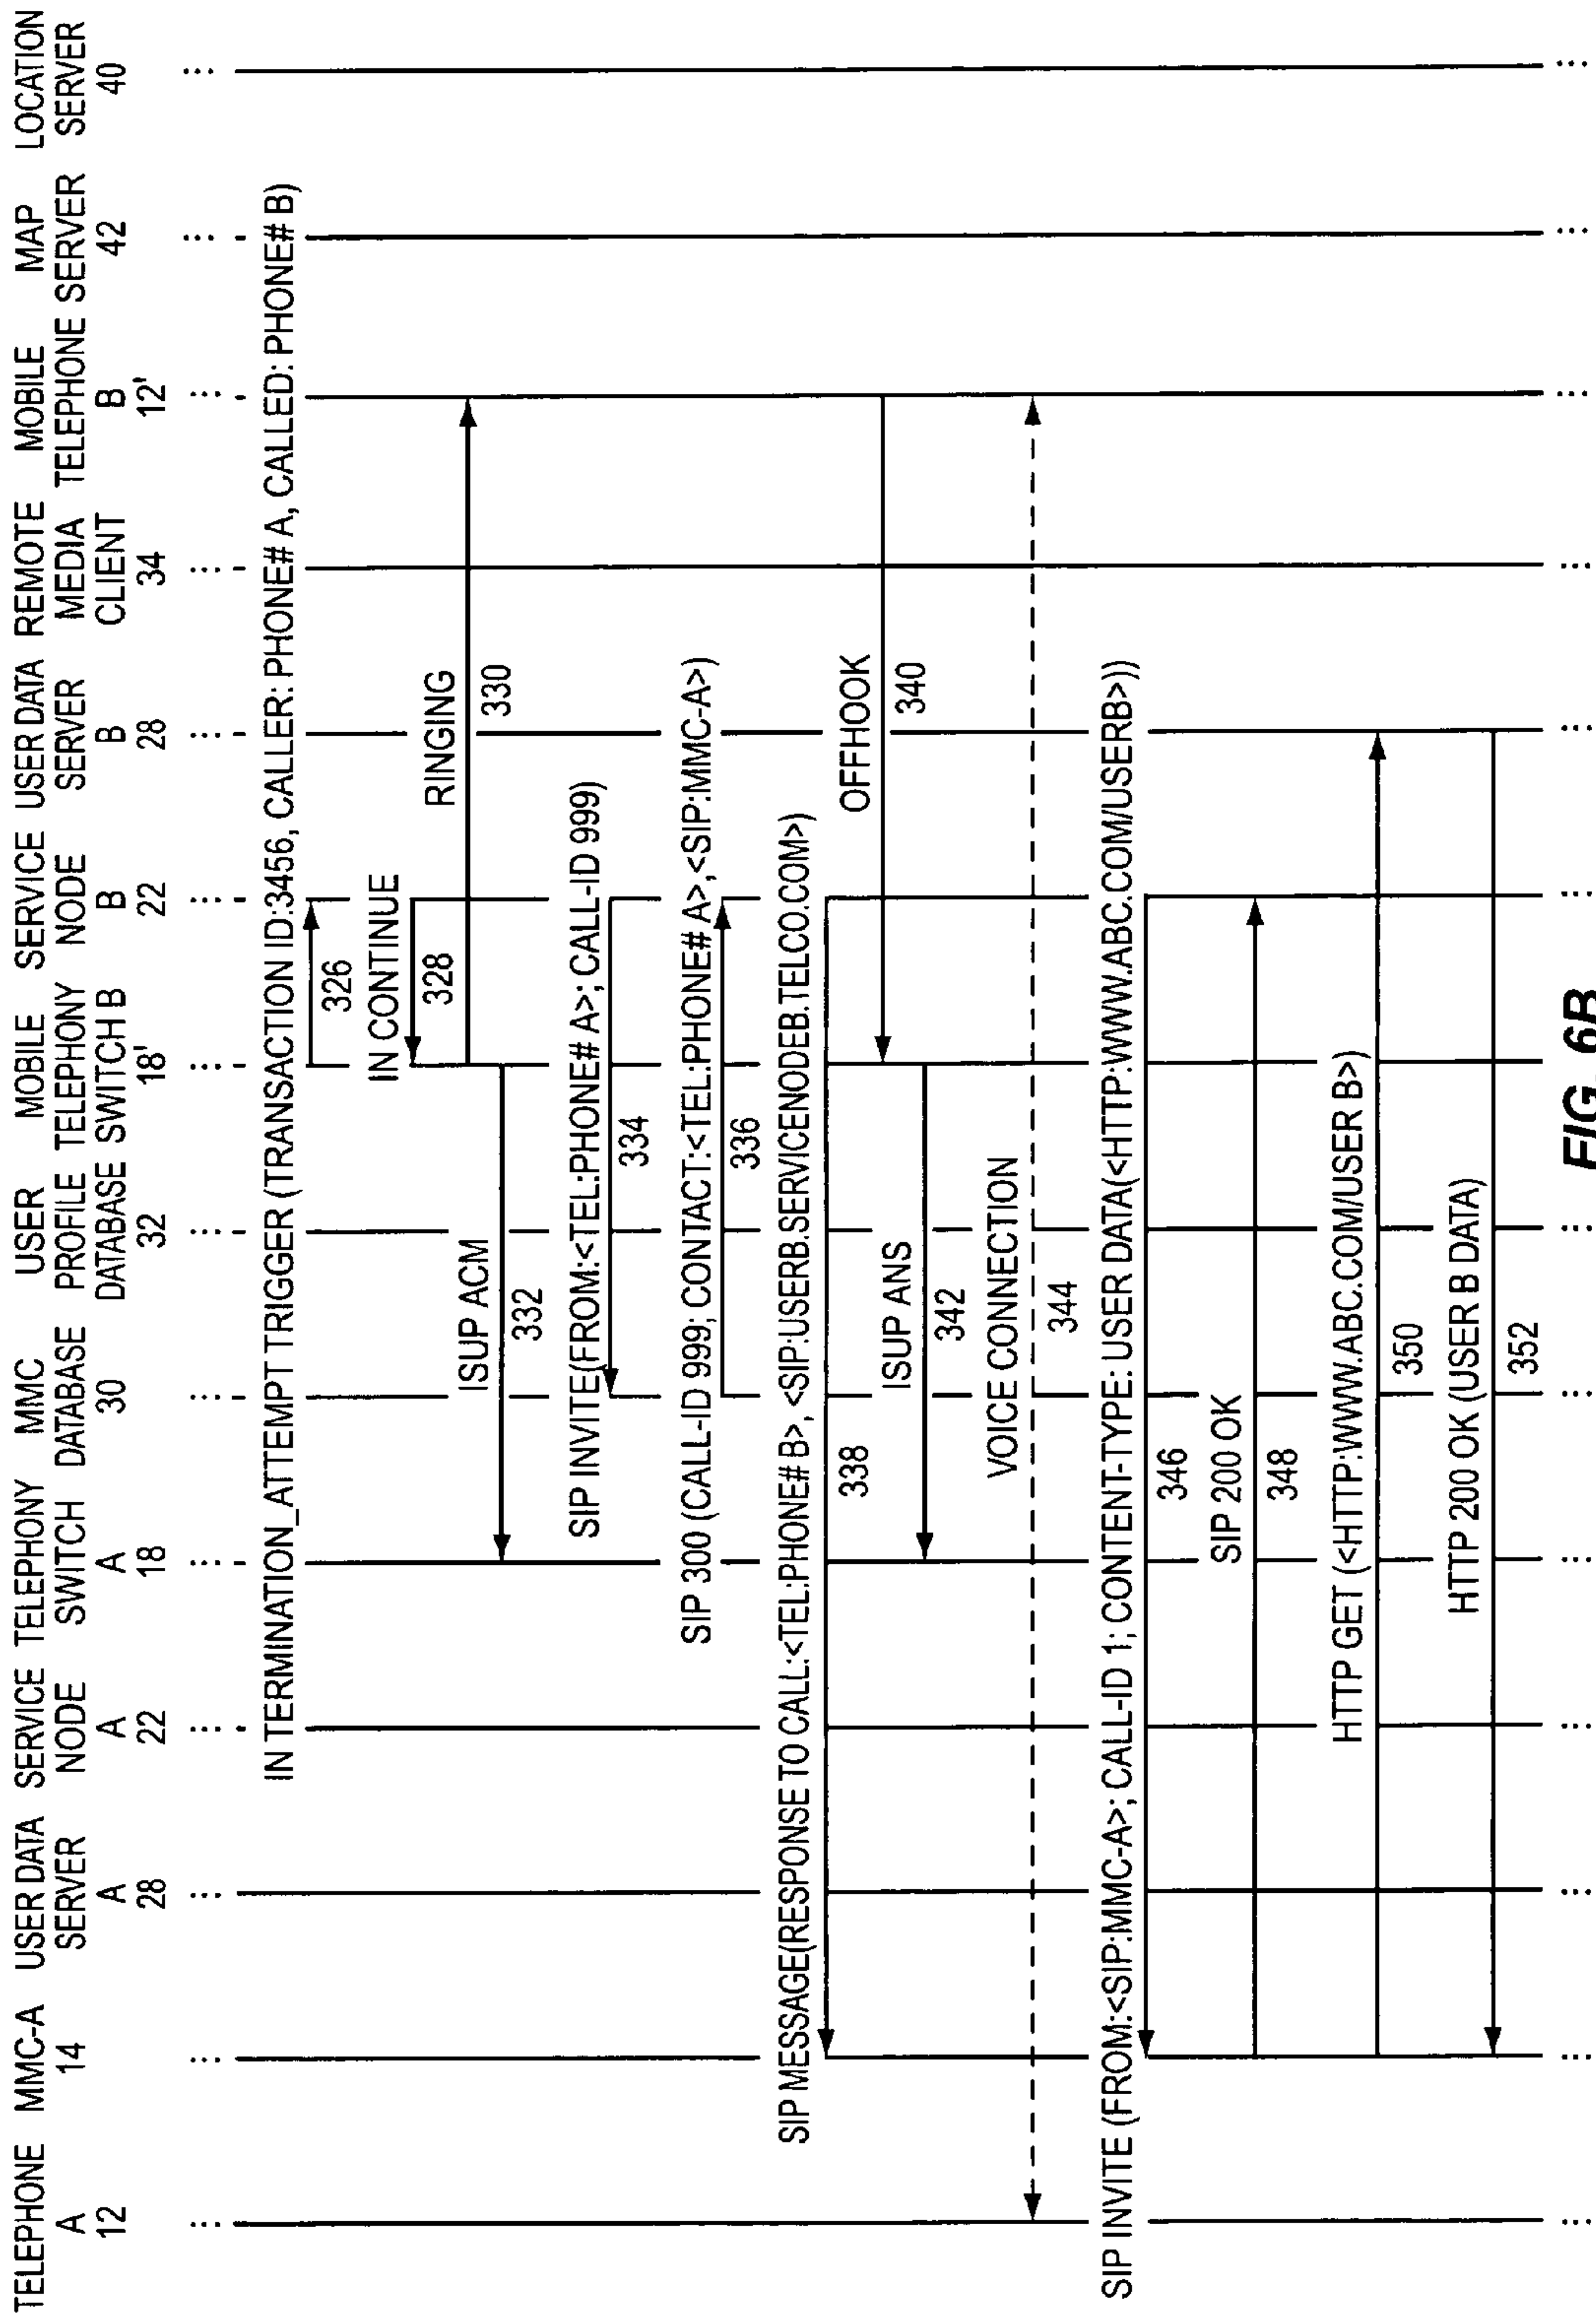 TELEPHONE A 12
MMC-A 14
USER DATA SERVER A 28
SERVICE NODE A 22
TELEPHONY SWITCH A 18
MMC DATABASE 30
USER PROFILE DATABASE 32
MOBILE TELEPHONY SWITCH B 18'
SERVICE NODE B 22
USER DATA SERVER B 28
REMOTE MEDIA CLIENT 34
MOBILE TELEPHONE B 12'
MAP SERVER 42
LOCATION SERVER 40
IN TERMINATION_ATTEMPT TRIGGER (TRANSACTION ID:3456, CALLER: PHONE# A, CALLED: PHONE# B)
326
IN CONTINUE
328
RINGING
330
ISUP ACM
332
SIP INVITE(FROM:<TEL:PHONE# A>; CALL-ID 999)
334
SIP 300 (CALL-ID 999; CONTACT:<TEL:PHONE# A>,<SIP:MMC-A>)
336
SIP MESSAGE(RESPONSE TO CALL:<TEL:PHONE# B>, <SIP:USERB.SERVICENODEB.TELCO.COM>)
338
OFFHOOK
340
ISUP ANS
342
VOICE CONNECTION
344
SIP INVITE (FROM:<SIP:MMC-A>; CALL-ID 1; CONTENT-TYPE: USER DATA(<HTTP:WWW.ABC.COM/USERB>))
346
SIP 200 OK
348
HTTP GET (<HTTP:WWW.ABC.COM/USER B>)
350
HTTP 200 OK (USER B DATA)
352
FIG. 6B